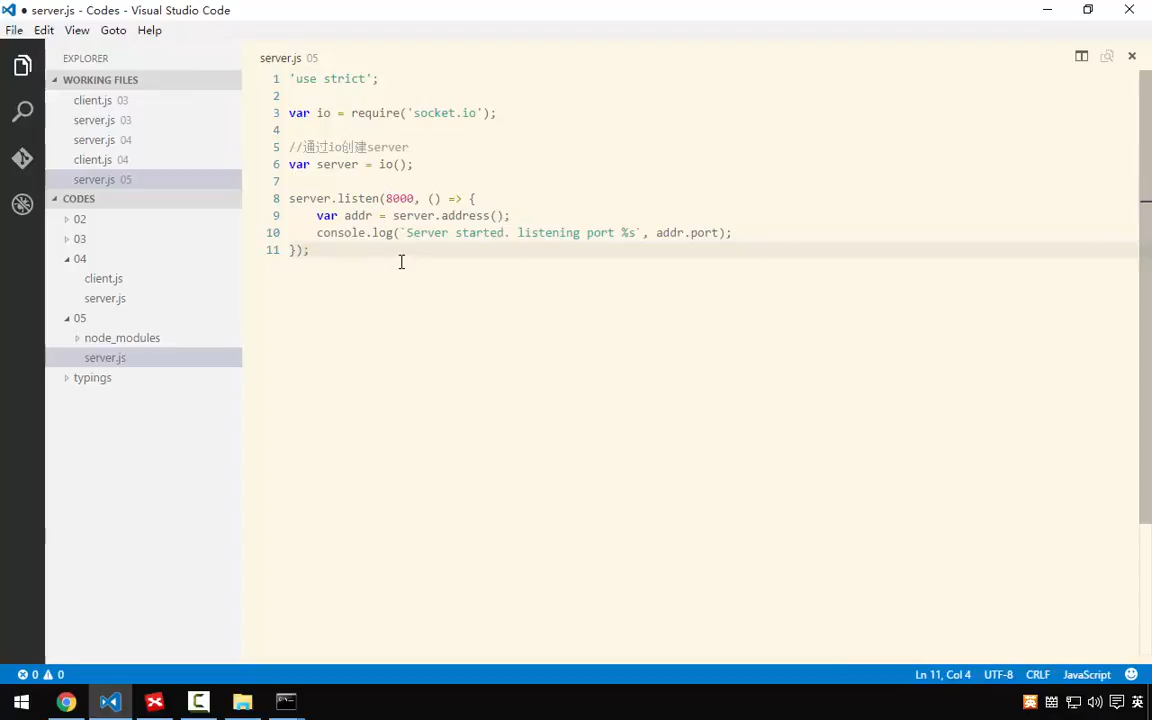 ● server.js - Codes - Visual Studio Code
File Edit View Goto Help
EXPLORER
WORKING FILES
client.js 03
server.js 03
server.js 04
client.js 04
server.js 05
CODES
02
03
04
client.js
server.js
05
node_modules
server.js
typings
server.js 05
1 'use strict';
2
3 var io = require('socket.io');
4
5 //通过io创建server
6 var server = io();
7
8 server.listen(8000, () => {
9 var addr = server.address();
10 console.log(`Server started. listening port %s`, addr.port);
11 });
0 0
Ln 11, Col 4 UTF-8 CRLF JavaScript
英 英